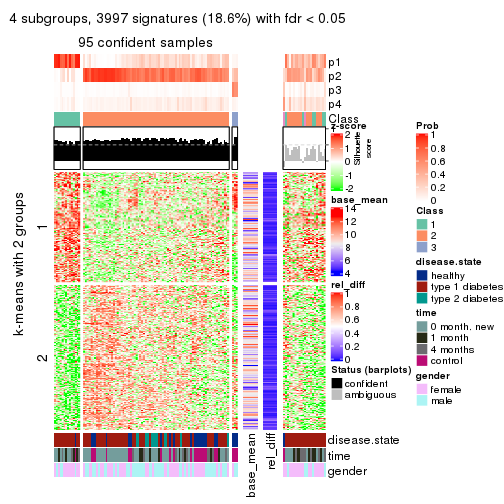 4 subgroups, 3997 signatures (18.6%) with fdr < 0.05
95 confident samples
p1
p2
p3
p4
Class
Silhouette score
k-means with 2 groups
1
2
base_mean
rel_diff
disease.state
time
gender
z-score
2
1
0
-1
-2
base_mean
14
12
10
8
6
4
rel_diff
1
0.8
0.6
0.4
0.2
0
Status (barplots)
confident
ambiguous
Prob
1
0.8
0.6
0.4
0.2
0
Class
1
2
3
disease.state
healthy
type 1 diabetes
type 2 diabetes
time
0 month. new
1 month
4 months
control
gender
female
male